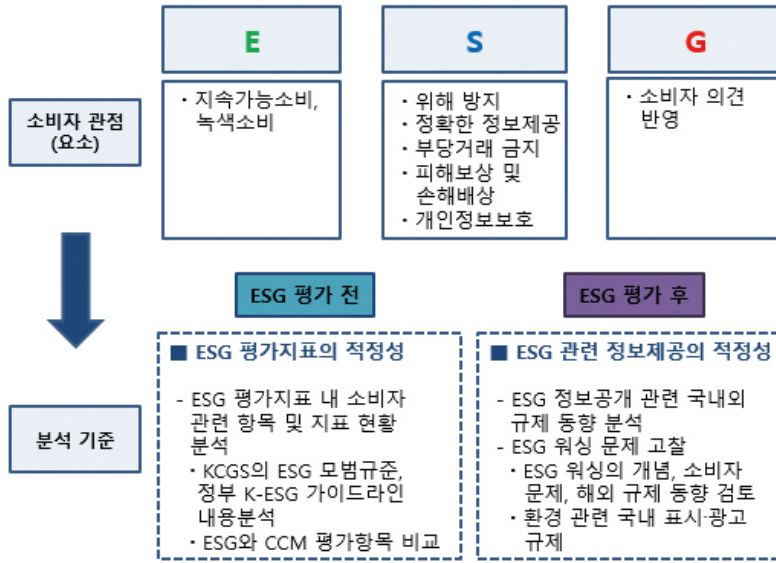 E
S
G
소비자 관점
(요소)
· 지속가능소비,
녹색소비
· 위해 방지
· 정확한 정보제공
· 부당거래 금지
· 피해보상 및
손해배상
· 개인정보보호
· 소비자 의견
반영
ESG 평가 전
ESG 평가 후
분석 기준
■ ESG 평가지표의 적정성
- ESG 평가지표 내 소비자
관련 항목 및 지표 현황
분석
· KCGS의 ESG 모범규준,
정부 K-ESG 가이드라인
내용분석
· ESG와 CCM 평가항목 비교
■ ESG 관련 정보제공의 적정성
- ESG 정보공개 관련 국내외
규제 동향 분석
- ESG 워싱 문제 고찰
· ESG 워싱의 개념, 소비자
문제, 해외 규제 동향 검토
· 환경 관련 국내 표시·광고
규제